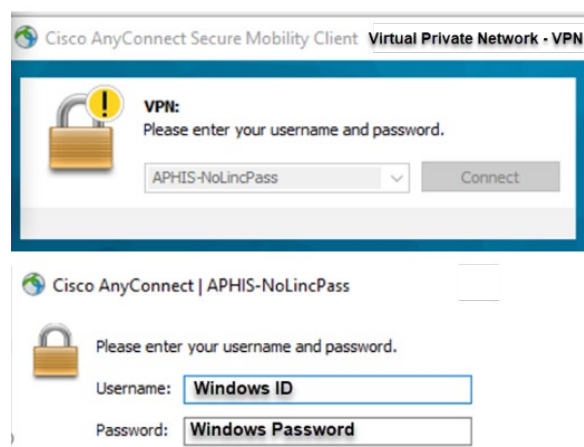 Cisco AnyConnect Secure Mobility Client Virtual Private Network - VPN
VPN:
Please enter your username and password.
APHIS-NoLincPass Connect
Cisco AnyConnect | APHIS-NoLincPass
Please enter your username and password.
Username: Windows ID
Password: Windows Password